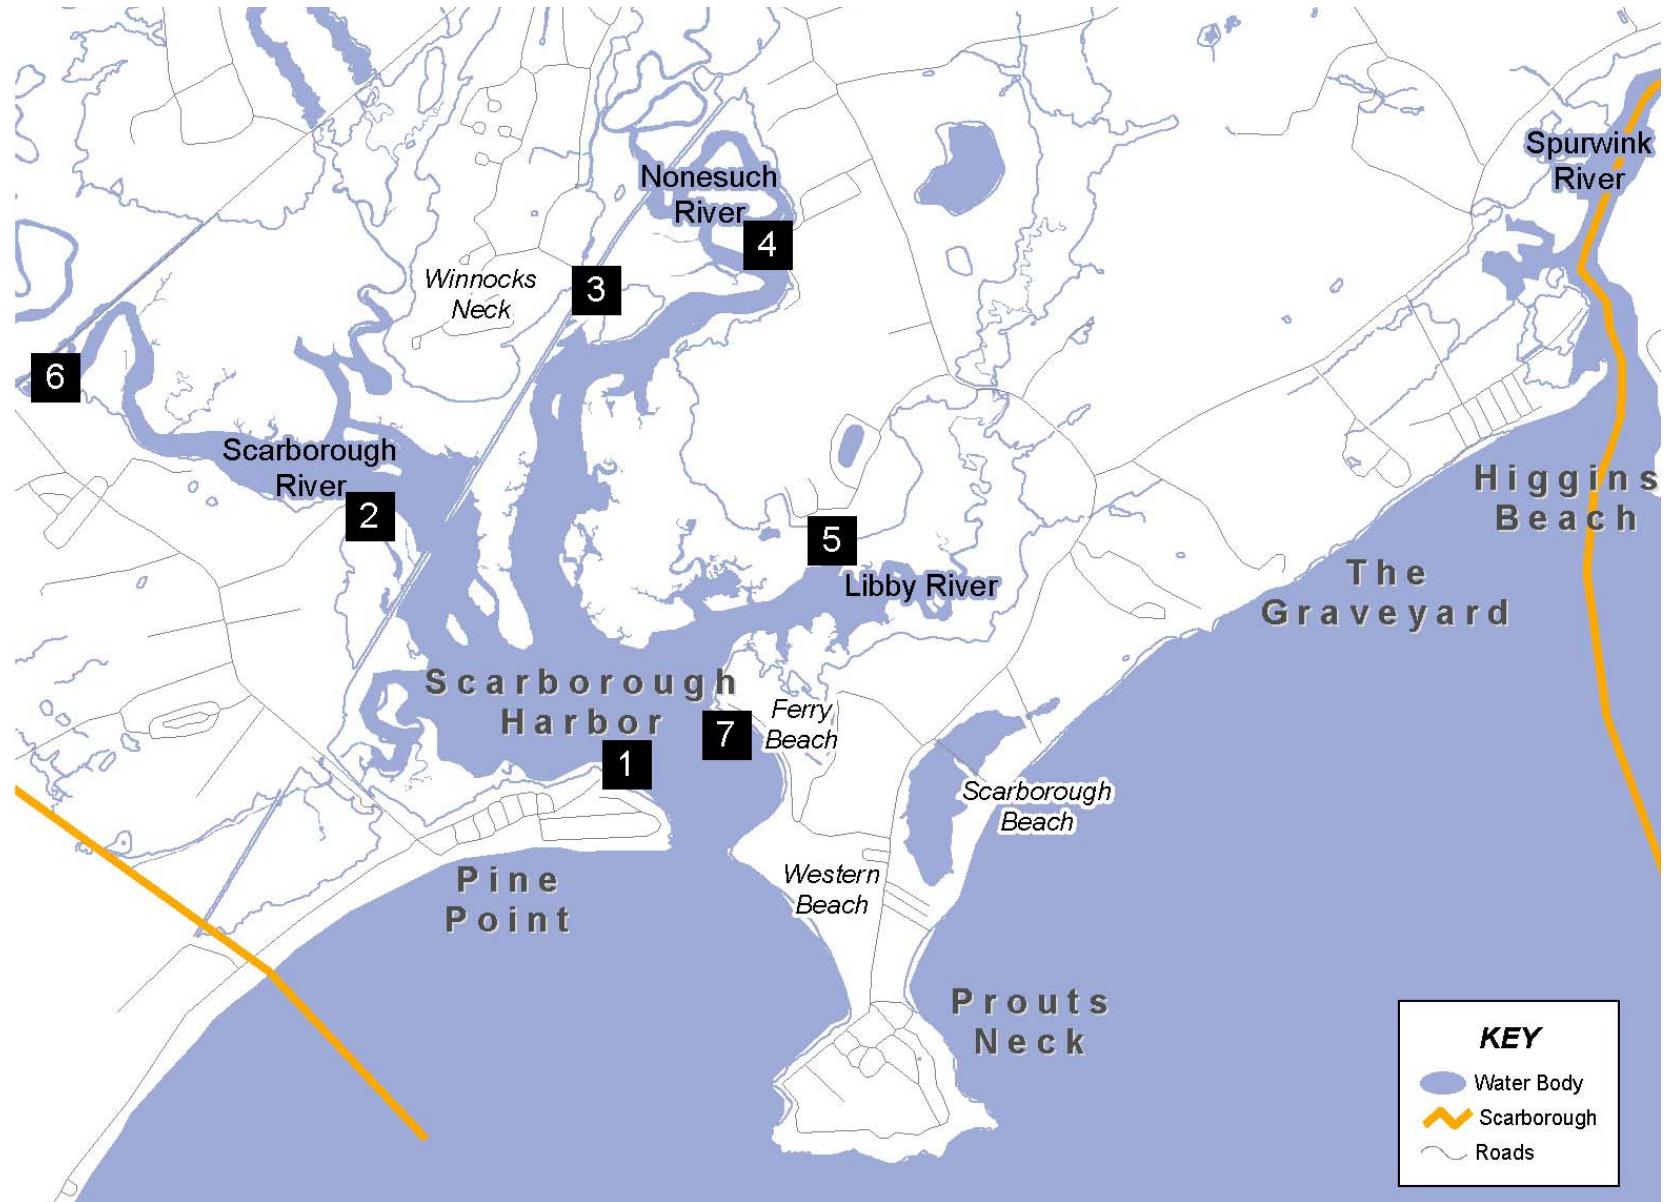 Spurwink
River
Nonesuch
River
4
Winnocks
Neck
3
6
Scarborough
River
2
Higgins
Beach
5
Libby River
The
Graveyard
Scarborough
Harbor
Ferry
Beach
7
1
Scarborough
Beach
Pine
Point
Western
Beach
Prouts
Neck
KEY
Water Body
Scarborough
Roads